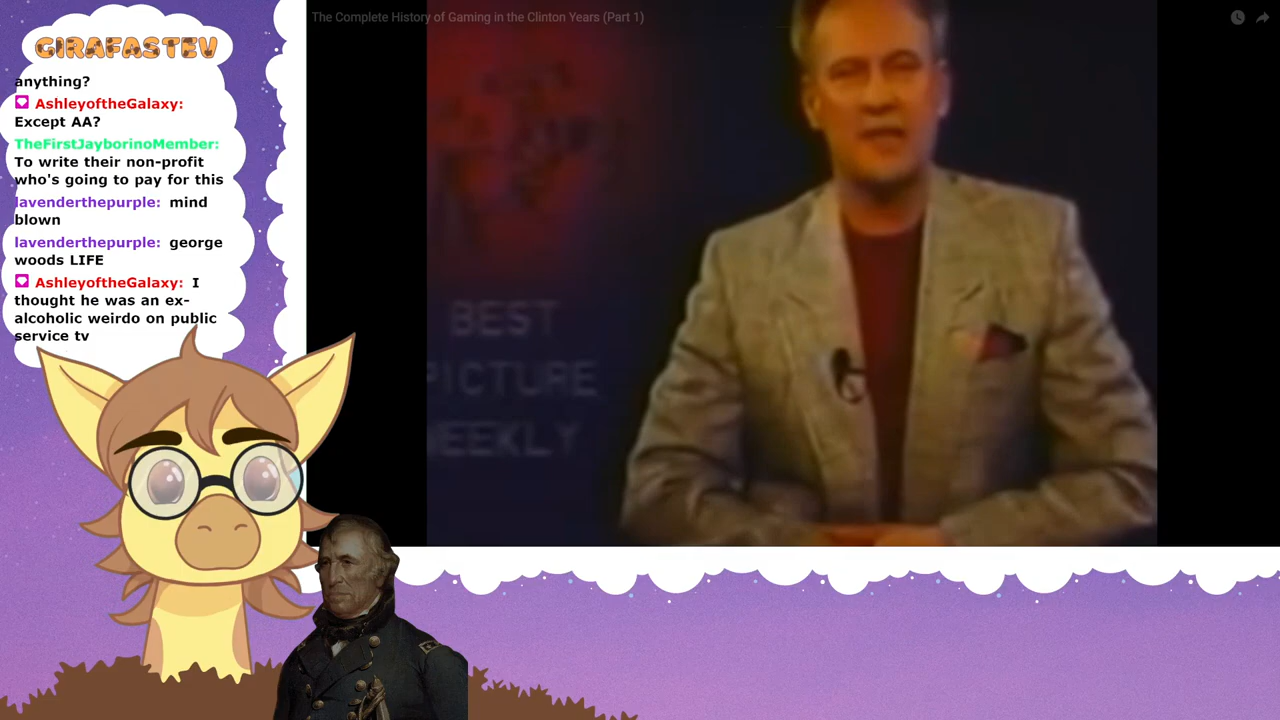 The Complete History of Gaming in the Clinton Years (Part 1)
GIRAFASTEV
anything?
AshleyoftheGalaxy:
Except AA?
TheFirstJayborinoMember:
To write their non-profit
who's going to pay for this
lavenderthepurple: mind
blown
lavenderthepurple: george
woods LIFE
AshleyoftheGalaxy: I
thought he was an ex-
alcoholic weirdo on public
service tv
BEST
PICTURE
WEEKLY